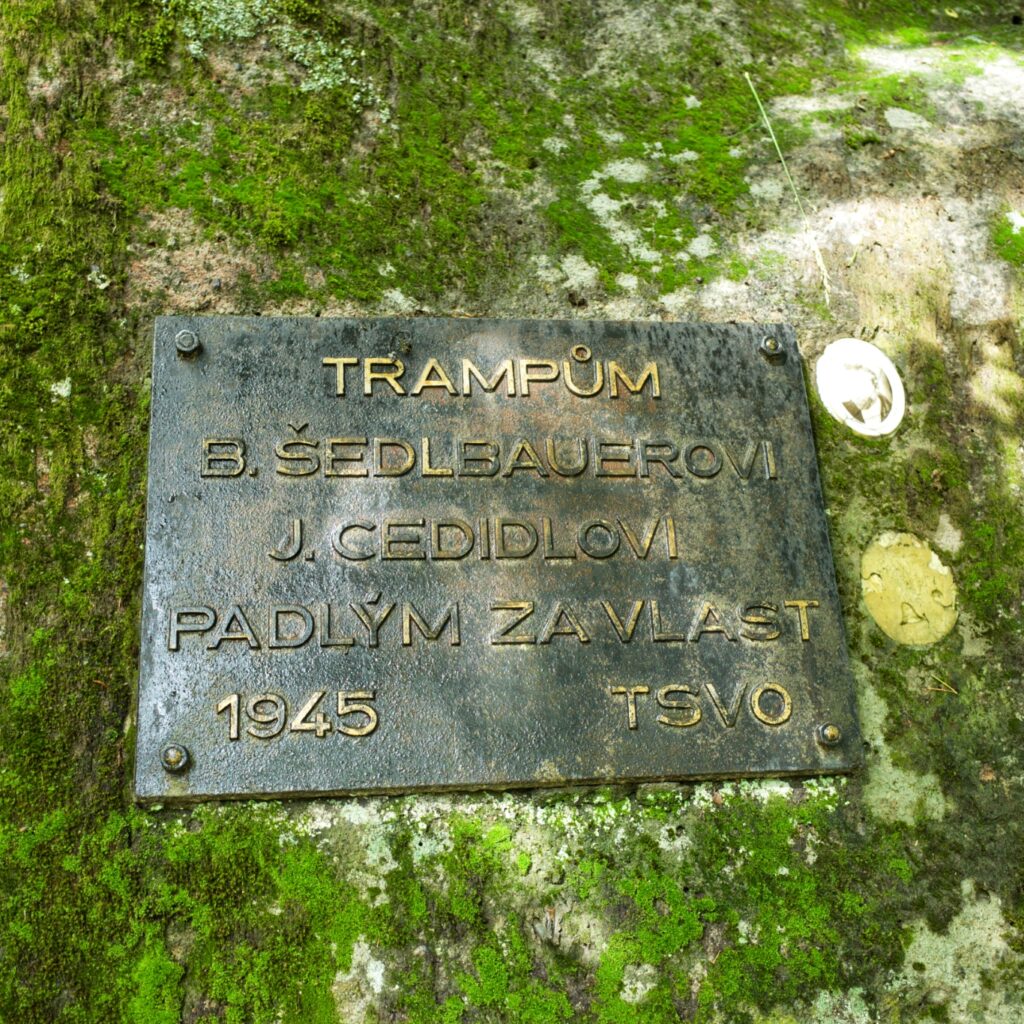 TRAMPŮM
B. ŠEDLBAUEROVI
J. CEDIDLOVI
PADLÝM ZA VLAST
1945 TSVO